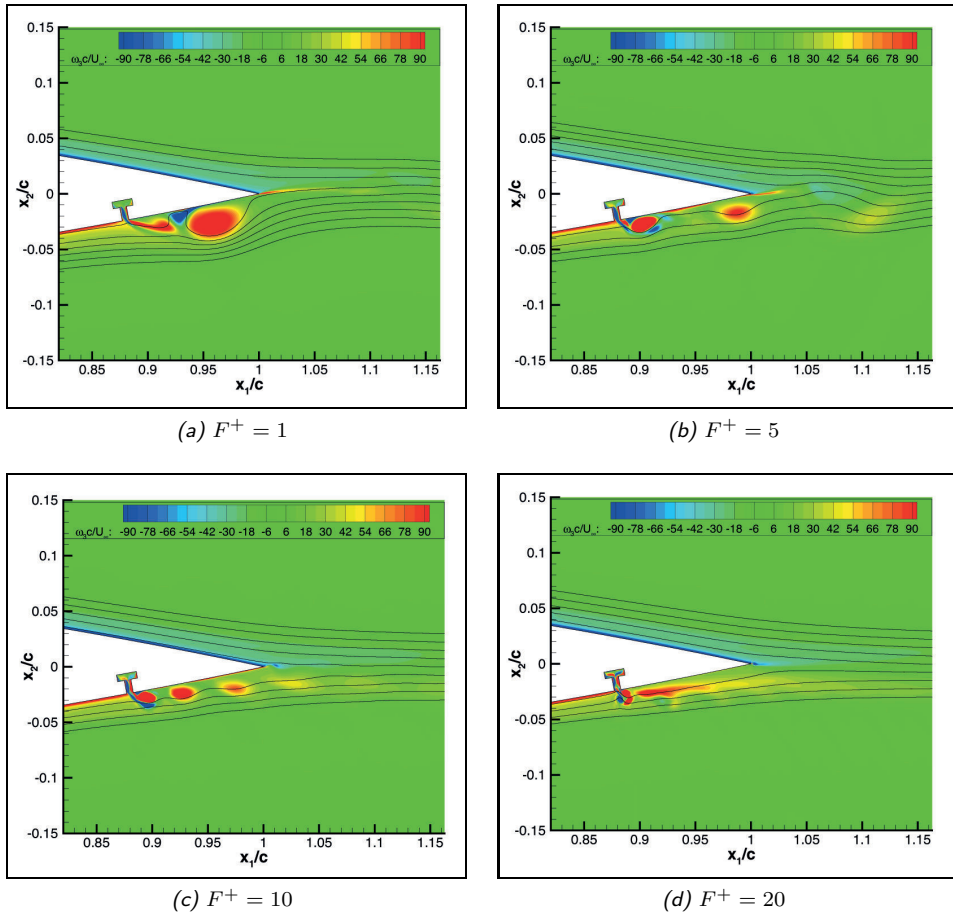 0.15
ω₃c/U∞: -90 -78 -66 -54 -42 -30 -18 -6 6 18 30 42 54 66 78 90
0.1
0.05
x₂/c
0
-0.05
-0.1
-0.15
0.85 0.9 0.95 1 1.05 1.1 1.15
x₁/c
(a) F⁺ = 1
0.15
ω₃c/U∞: -90 -78 -66 -54 -42 -30 -18 -6 6 18 30 42 54 66 78 90
0.1
0.05
x₂/c
0
-0.05
-0.1
-0.15
0.85 0.9 0.95 1 1.05 1.1 1.15
x₁/c
(b) F⁺ = 5
0.15
ω₃c/U∞: -90 -78 -66 -54 -42 -30 -18 -6 6 18 30 42 54 66 78 90
0.1
0.05
x₂/c
0
-0.05
-0.1
-0.15
0.85 0.9 0.95 1 1.05 1.1 1.15
x₁/c
(c) F⁺ = 10
0.15
ω₃c/U∞: -90 -78 -66 -54 -42 -30 -18 -6 6 18 30 42 54 66 78 90
0.1
0.05
x₂/c
0
-0.05
-0.1
-0.15
0.85 0.9 0.95 1 1.05 1.1 1.15
x₁/c
(d) F⁺ = 20